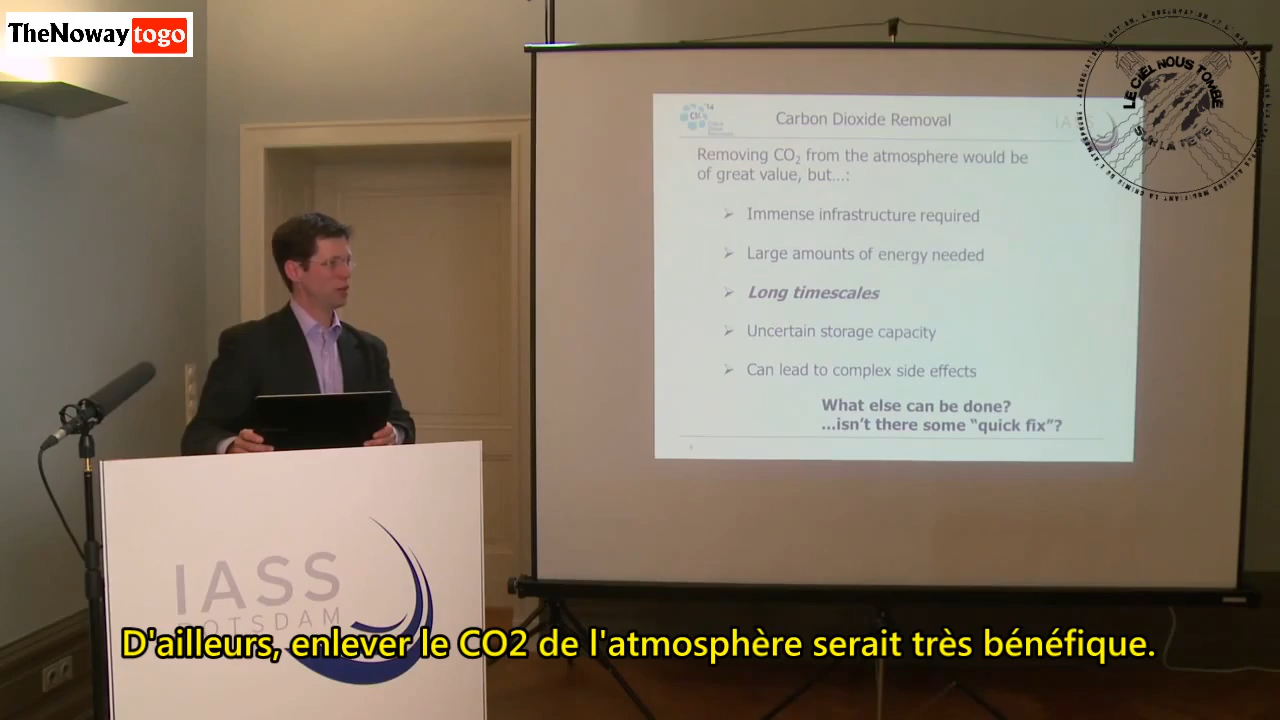 TheNowaytogo
LE CIEL NOUS TOMBE
SUR LA TÊTE
'14
Carbon Dioxide Removal
IASS
Removing CO₂ from the atmosphere would be
of great value, but...:
➢ Immense infrastructure required
➢ Large amounts of energy needed
➢ Long timescales
➢ Uncertain storage capacity
➢ Can lead to complex side effects
What else can be done?
...isn't there some "quick fix"?
IASS
POTSDAM
D'ailleurs, enlever le CO2 de l'atmosphère serait très bénéfique.